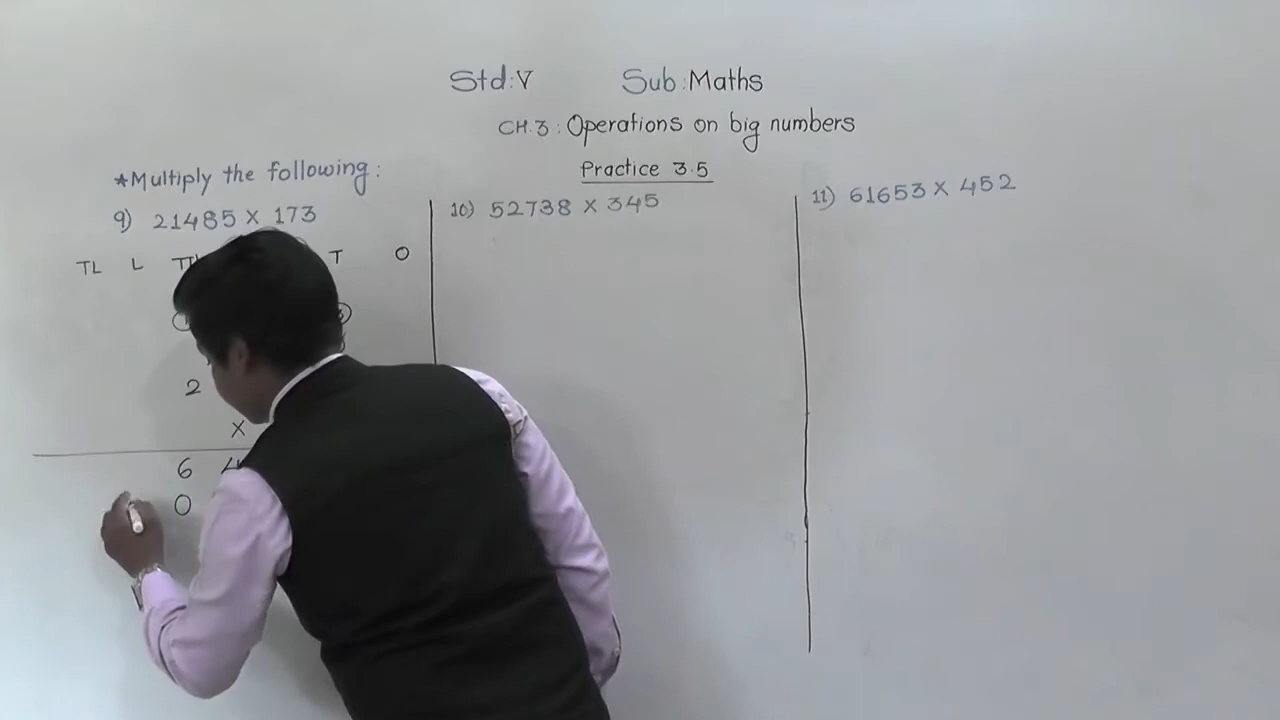 Std:V Sub:Maths
CH.3: Operations on big numbers
Practice 3.5
*Multiply the following:
9) 21485 X 173
TL L T O
2
X
6 4
0
10) 52738 X 345
11) 61653 X 452